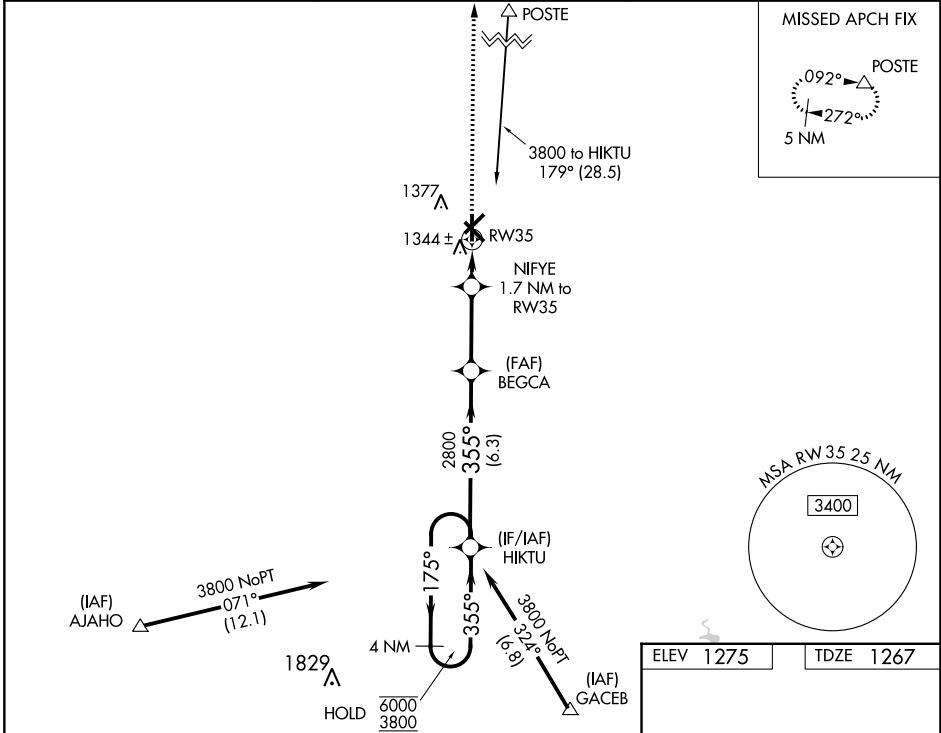 POSTE
MISSED APCH FIX
POSTE
092°
272°
5 NM
3800 to HIKTU
179° (28.5)
1377
1344 ±
RW35
NIFYE
1.7 NM to
RW35
(FAF)
BEGCA
2800
355°
(6.3)
MSA RW 35 25 NM
3400
(IF/IAF)
HIKTU
175°
355°
3800 NoPT
071°
(12.1)
(IAF)
AJAHO
3800 NoPT
324°
(6.8)
4 NM
1829
HOLD
6000
3800
(IAF)
GACEB
ELEV 1275
TDZE 1267